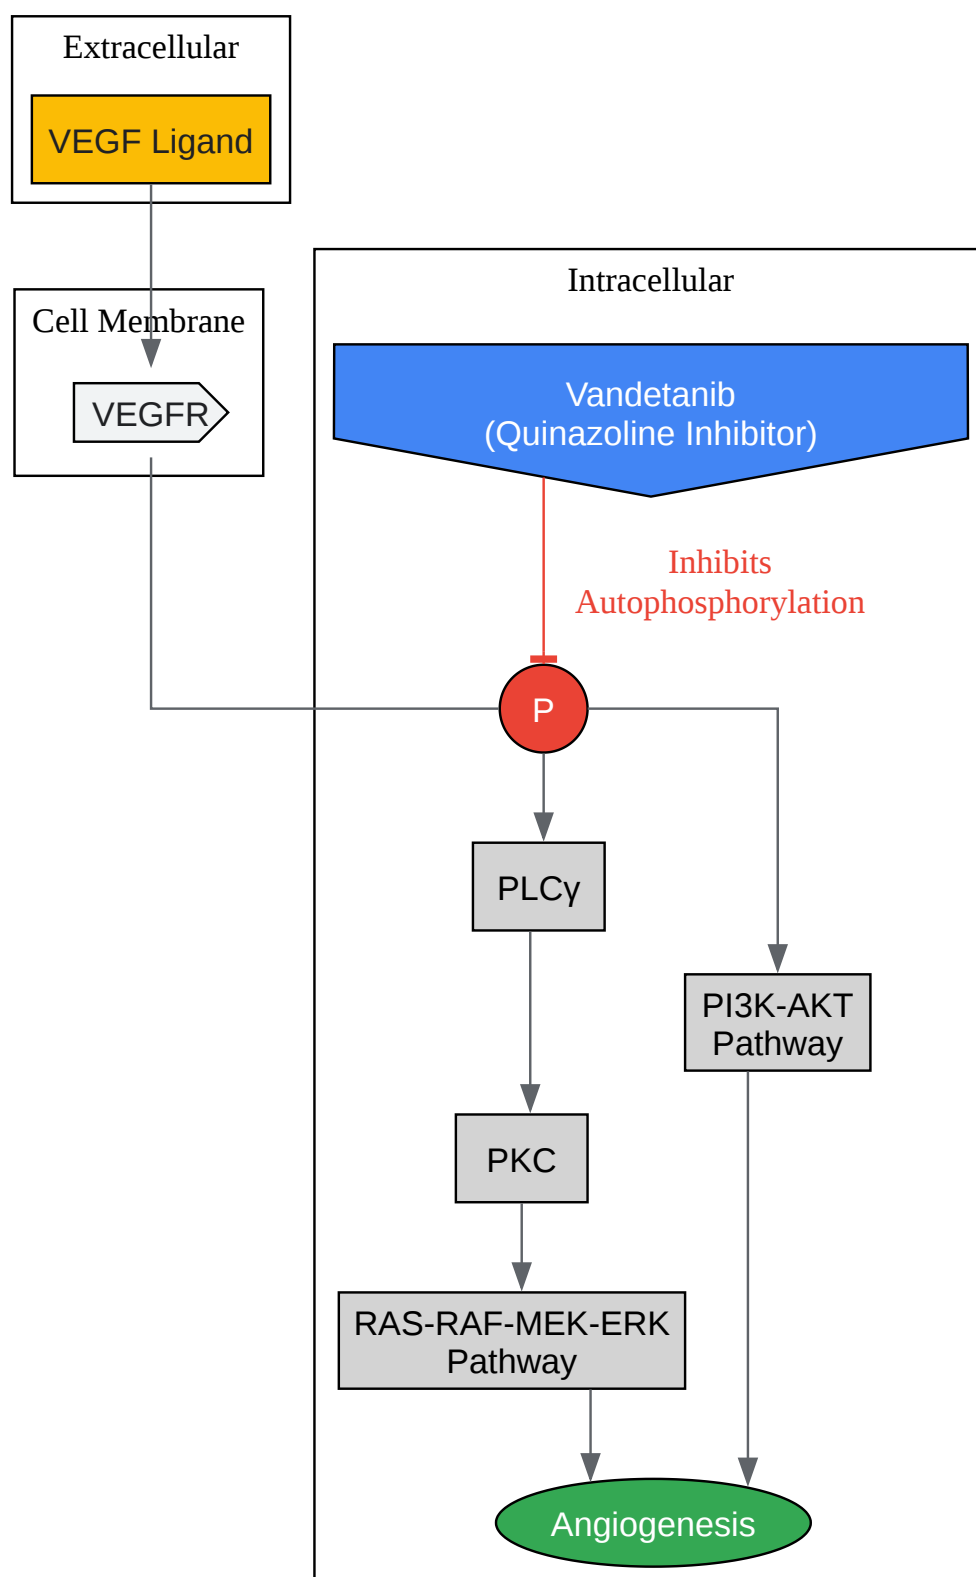 Extracellular
VEGF Ligand
Cell Membrane
VEGFR
Intracellular
Vandetanib
(Quinazoline Inhibitor)
Inhibits
Autophosphorylation
P
PLCγ
PI3K-AKT
Pathway
PKC
RAS-RAF-MEK-ERK
Pathway
Angiogenesis